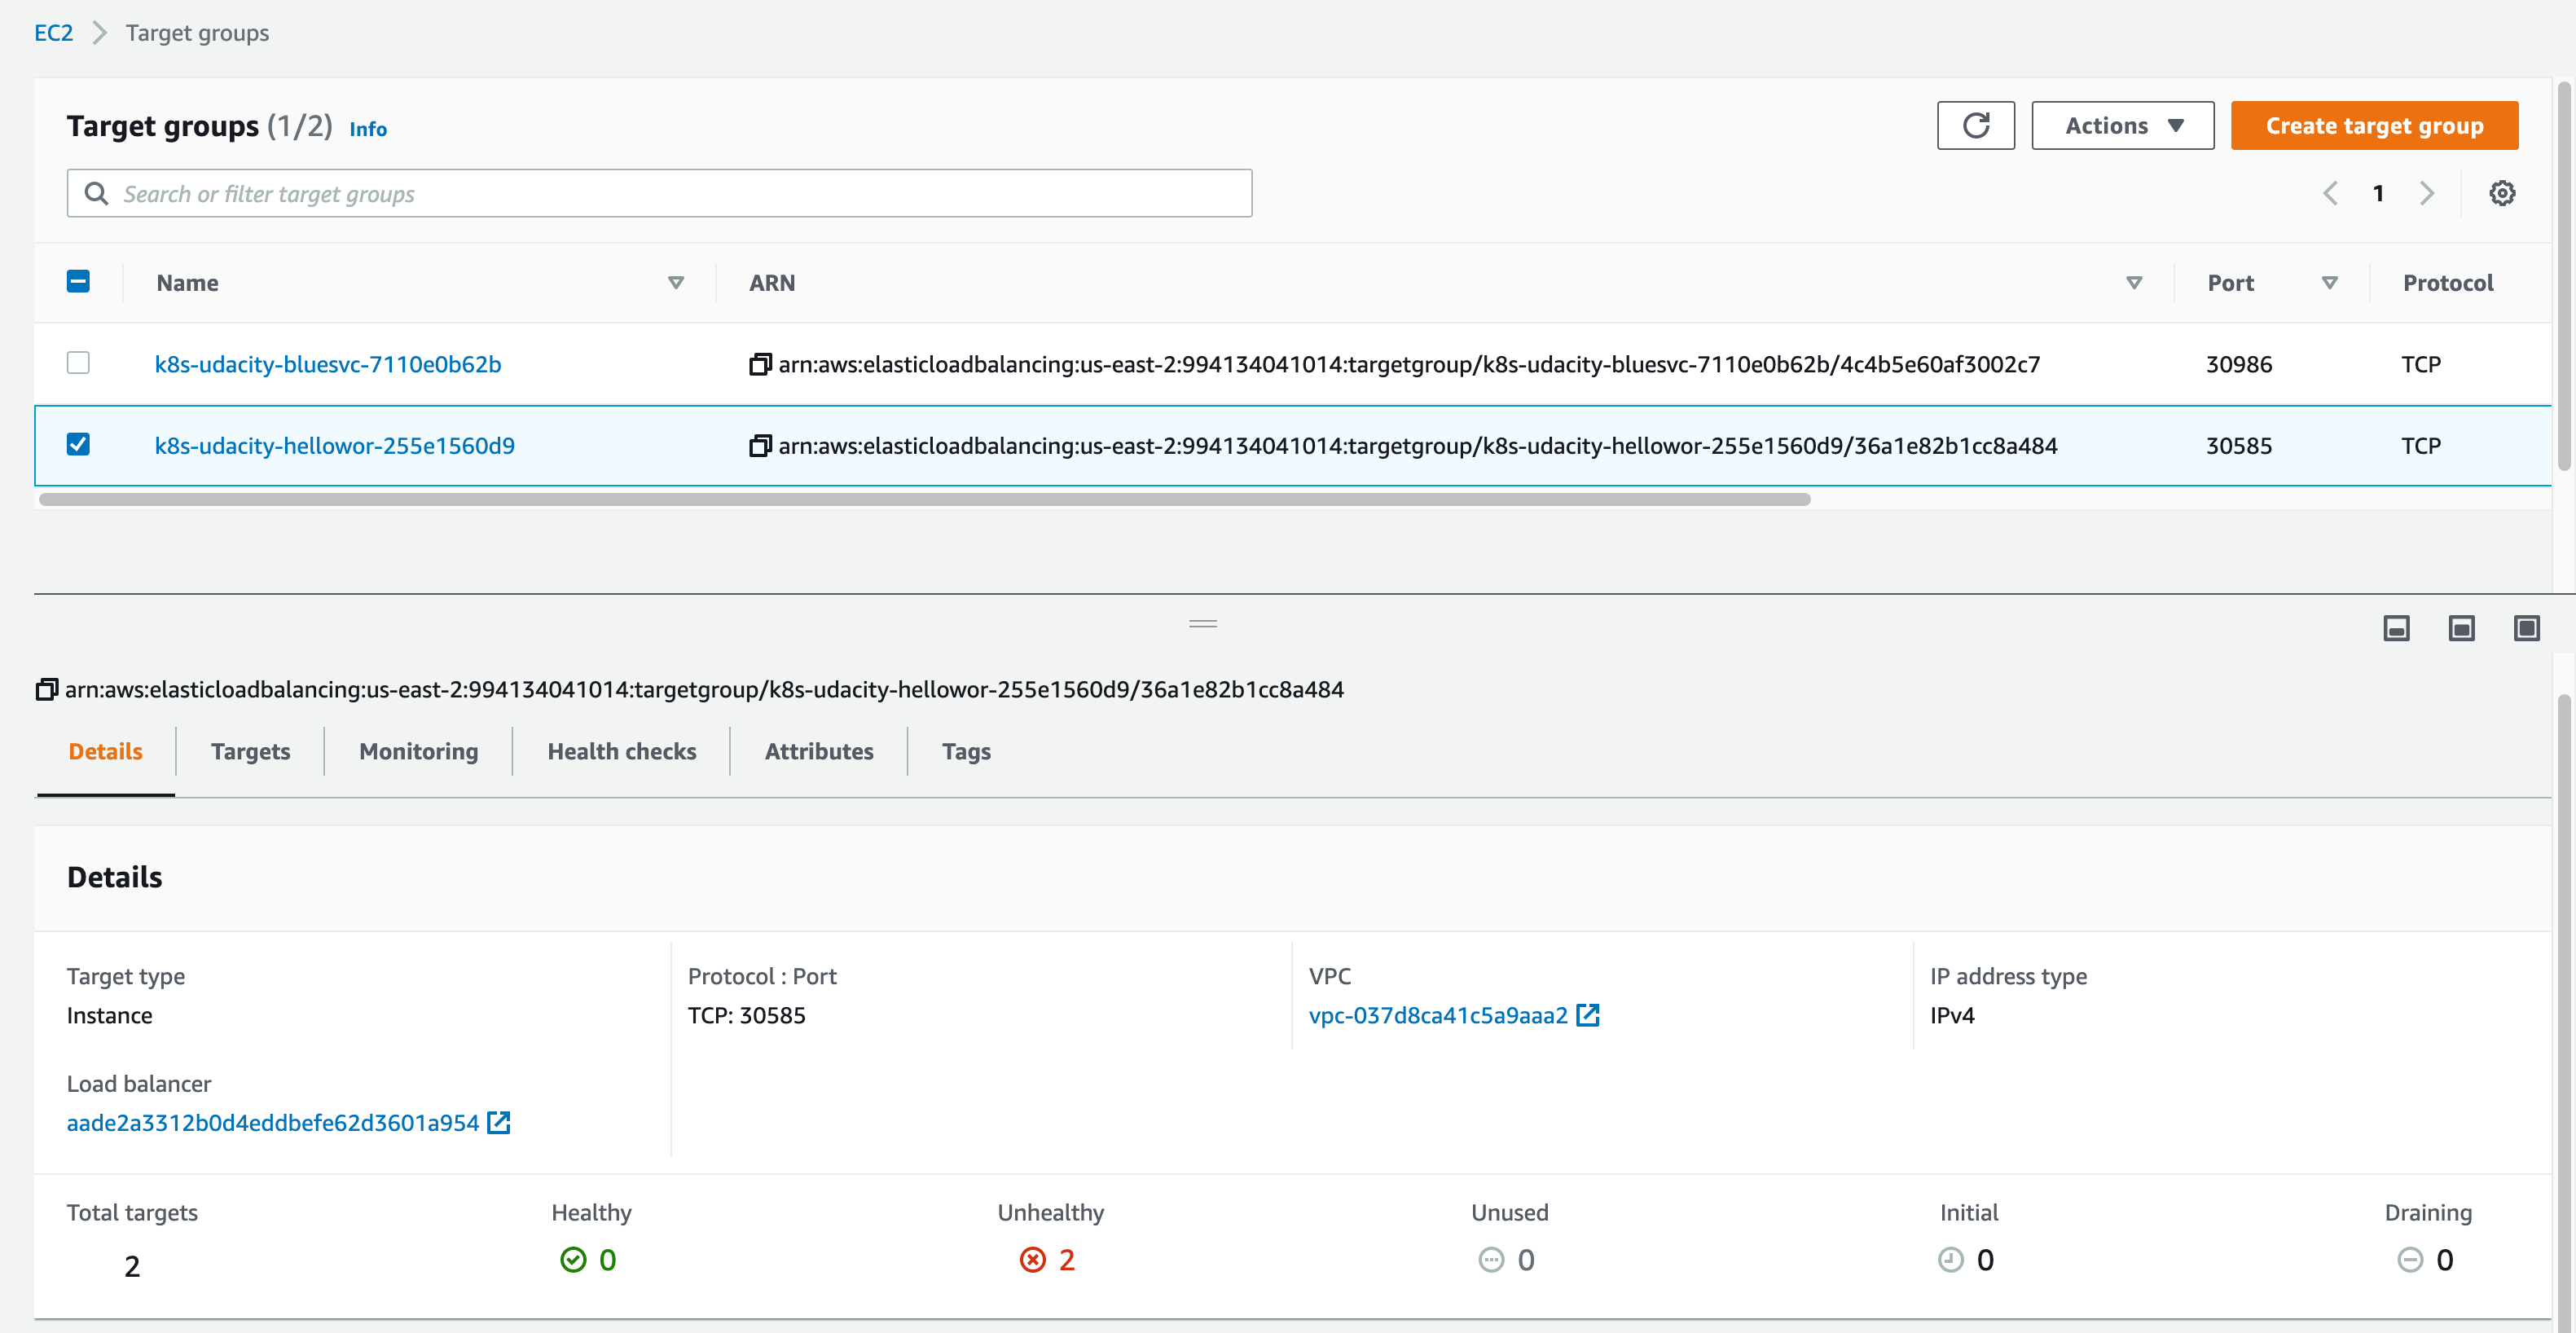 EC2 Target groups
Target groups (1/2) Info
Actions
Create target group
Search or filter target groups
1
Name ARN Port Protocol
k8s-udacity-bluesvc-7110e0b62b arn:aws:elasticloadbalancing:us-east-2:994134041014:targetgroup/k8s-udacity-bluesvc-7110e0b62b/4c4b5e60af3002c7 30986 TCP
k8s-udacity-hellowor-255e1560d9 arn:aws:elasticloadbalancing:us-east-2:994134041014:targetgroup/k8s-udacity-hellowor-255e1560d9/36a1e82b1cc8a484 30585 TCP
arn:aws:elasticloadbalancing:us-east-2:994134041014:targetgroup/k8s-udacity-hellowor-255e1560d9/36a1e82b1cc8a484
Details Targets Monitoring Health checks Attributes Tags
Details
Target type Protocol : Port VPC IP address type
Instance TCP: 30585 vpc-037d8ca41c5a9aaa2 IPv4
Load balancer
aade2a3312b0d4eddbefe62d3601a954
Total targets Healthy Unhealthy Unused Initial Draining
2 0 2 0 0 0